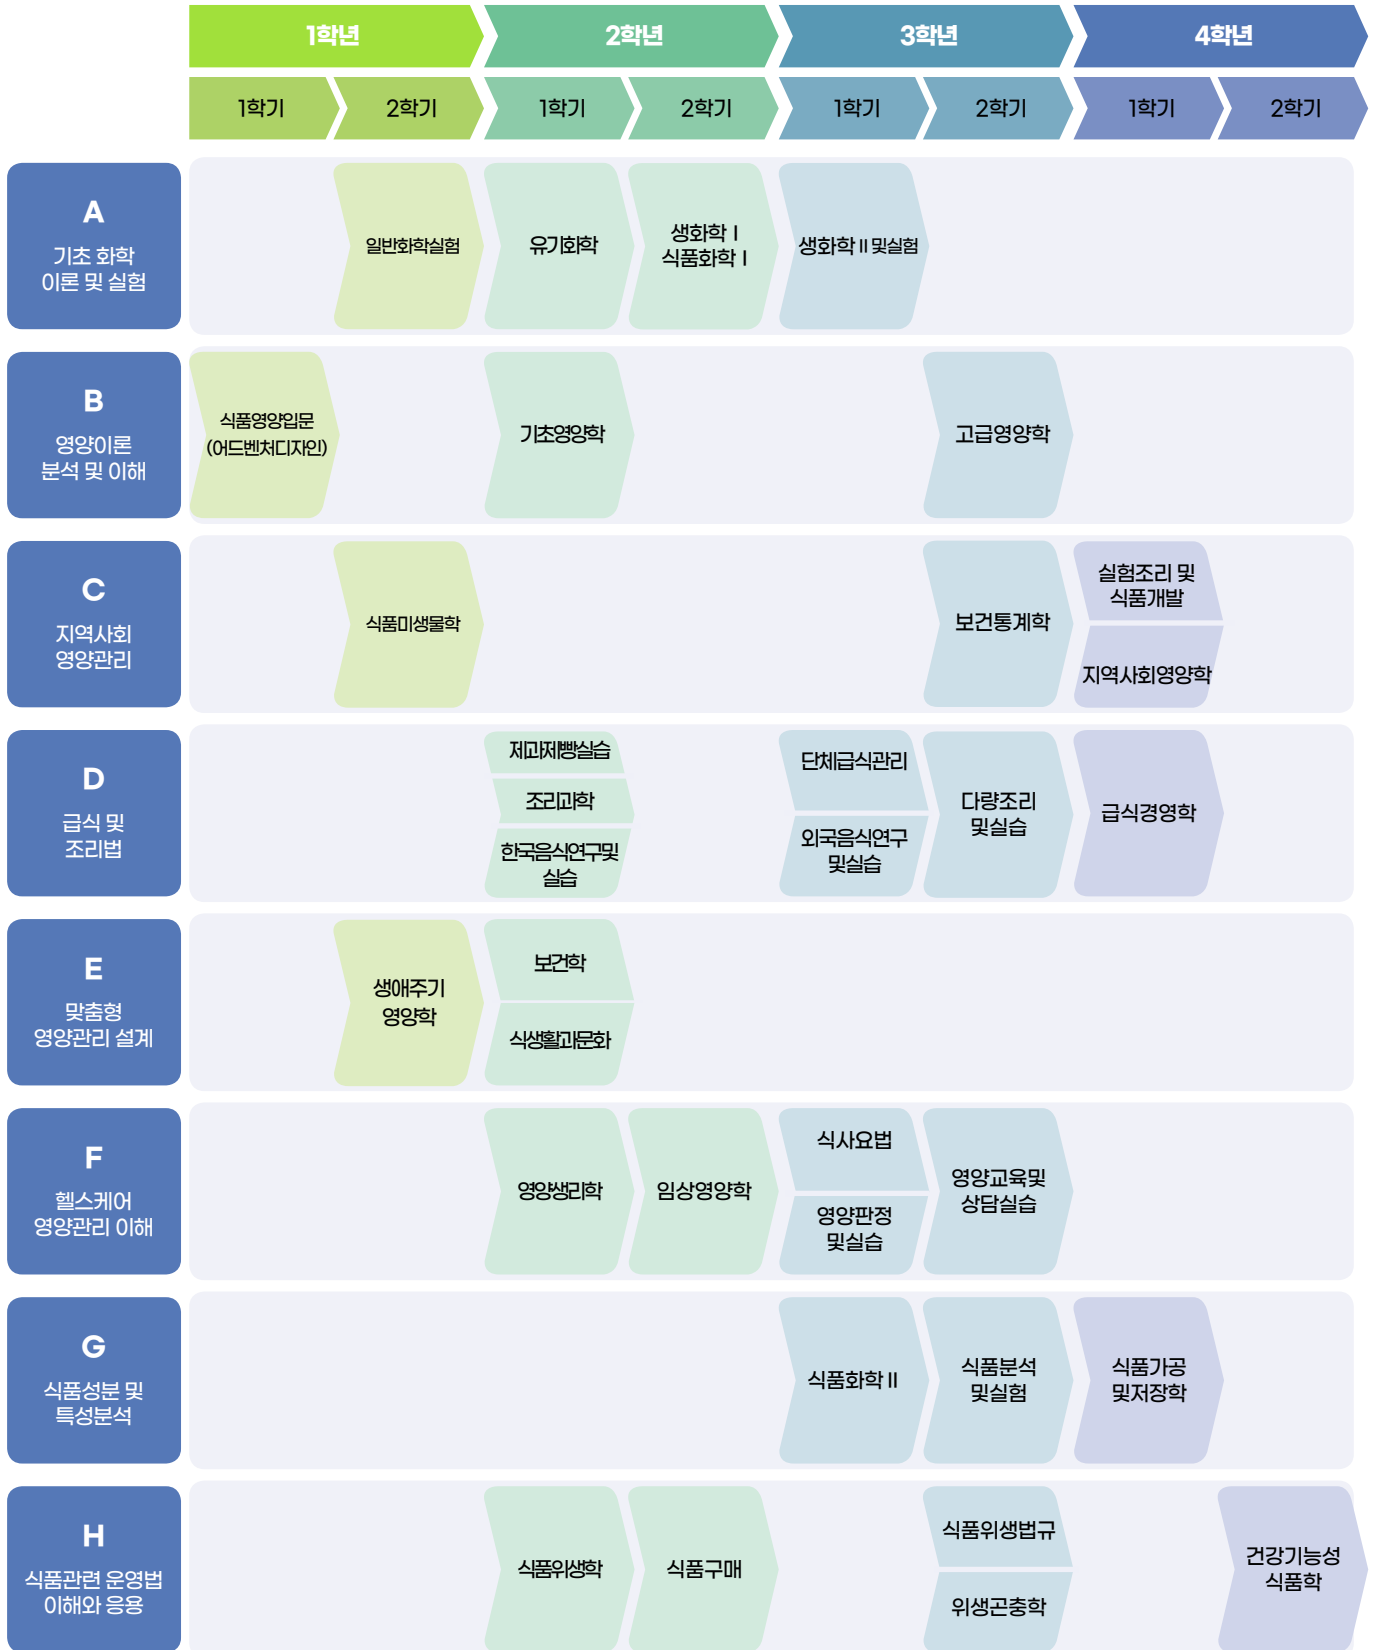 1학년
2학년
3학년
4학년
1학기
2학기
1학기
2학기
1학기
2학기
1학기
2학기
A
기초 화학
이론 및 실험
일반화학실험
유기화학
생화학 Ⅰ
식품화학 Ⅰ
생화학 Ⅱ 및실험
B
영양이론
분석 및 이해
식품영양입문
(어드벤처디자인)
기초영양학
고급영양학
C
지역사회
영양관리
식품미생물학
보건통계학
실험조리 및
식품개발
지역사회영양학
D
급식 및
조리법
제과제빵실습
조리과학
한국음식연구및
실습
단체급식관리
외국음식연구
및실습
다량조리
및실습
급식경영학
E
맞춤형
영양관리 설계
생애주기
영양학
보건학
식생활과문화
F
헬스케어
영양관리 이해
영양생리학
임상영양학
식사요법
영양판정
및실습
영양교육및
상담실습
G
식품성분 및
특성분석
식품화학 Ⅱ
식품분석
및실험
식품가공
및저장학
H
식품관련 운영법
이해와 응용
식품위생학
식품구매
식품위생법규
위생곤충학
건강기능성
식품학